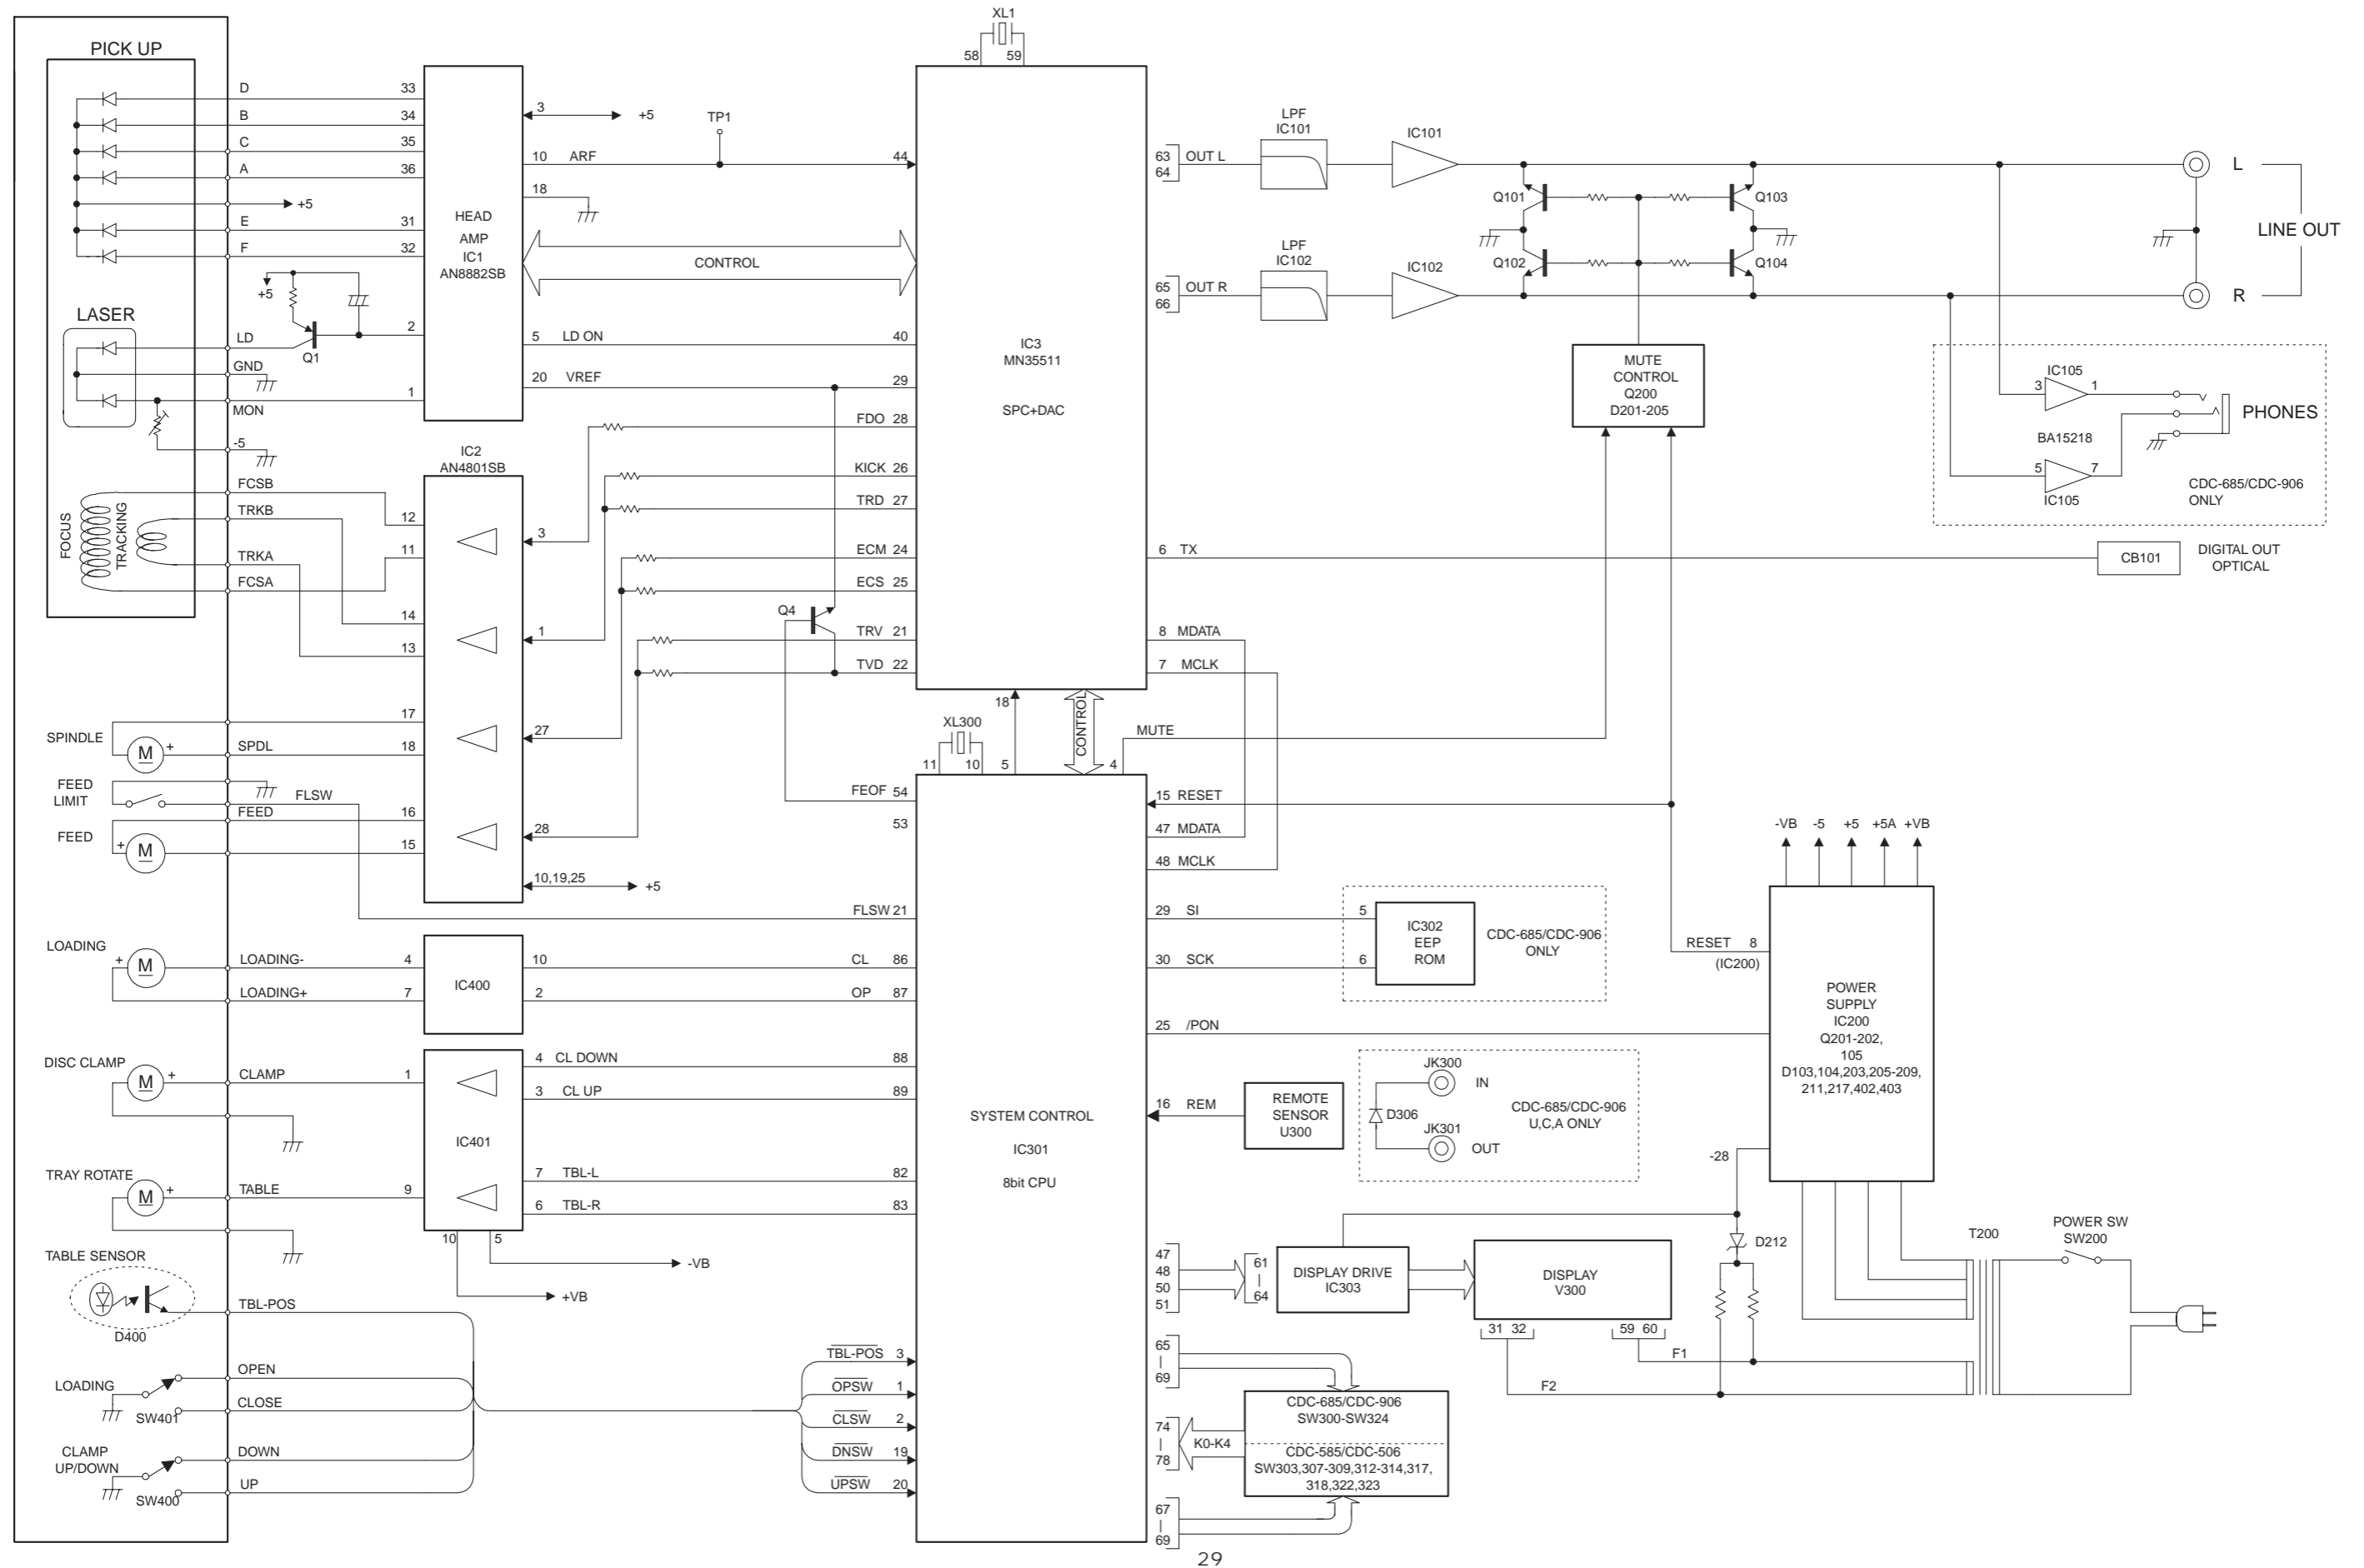 PICK UP
D 33
B 34
C 35
A 36
+5
E 31
F 32
+5
LASER
LD
Q1
2
GND
MON
1
-5
FOCUS
TRACKING
FCSB
TRKB
TRKA
FCSA
HEAD
AMP
IC1
AN8882SB
3 +5
10 ARF
TP1
44
18
CONTROL
5 LD ON 40
20 VREF 29
IC2
AN4801SB
12
11
14
13
17
18
16
15
3
1
27
28
10,19,25 +5
FDO 28
KICK 26
TRD 27
ECM 24
ECS 25
TRV 21
TVD 22
Q4
XL1
58 59
IC3
MN35511
SPC+DAC
63
64
OUT L
65
66
OUT R
LPF
IC101
IC101
LPF
IC102
IC102
Q101
Q103
Q102
Q104
L
LINE OUT
R
MUTE
CONTROL
Q200
D201-205
IC105
3 1
PHONES
BA15218
5 7
IC105
CDC-685/CDC-906
ONLY
6 TX
CB101
DIGITAL OUT
OPTICAL
8 MDATA
7 MCLK
18
CONTROL
MUTE
XL300
11 10 5 4
SPINDLE
M +
SPDL
FEED
LIMIT
FLSW
FEED
FEED
+ M
FEOF 54
53
FLSW 21
15 RESET
47 MDATA
48 MCLK
29 SI 5
30 SCK 6
IC302
EEP
ROM
CDC-685/CDC-906
ONLY
-VB -5 +5 +5A +VB
RESET 8
(IC200)
POWER
SUPPLY
IC200
Q201-202,
105
D103,104,203,205-209,
211,217,402,403
-28
25 /PON
LOADING
+ M
LOADING-
4
LOADING+
7
IC400
10 CL 86
2 OP 87
DISC CLAMP
M +
CLAMP
1
IC401
4 CL DOWN 88
3 CL UP 89
7 TBL-L 82
6 TBL-R 83
TRAY ROTATE
M +
TABLE
9
10 5
-VB
+VB
SYSTEM CONTROL
IC301
8bit CPU
16 REM
REMOTE
SENSOR
U300
JK300
IN
D306
JK301
OUT
CDC-685/CDC-906
U,C,A ONLY
TABLE SENSOR
D400
TBL-POS
LOADING
SW401
OPEN
CLOSE
CLAMP
UP/DOWN
SW400
DOWN
UP
TBL-POS 3
OPSW 1
CLSW 2
DNSW 19
UPSW 20
47
48
50
51
61
|
64
DISPLAY DRIVE
IC303
DISPLAY
V300
31 32
59 60
F1
F2
D212
T200
POWER SW
SW200
65
|
69
74
|
78
K0-K4
67
|
69
CDC-685/CDC-906
SW300-SW324
CDC-585/CDC-506
SW303,307-309,312-314,317,
318,322,323
29